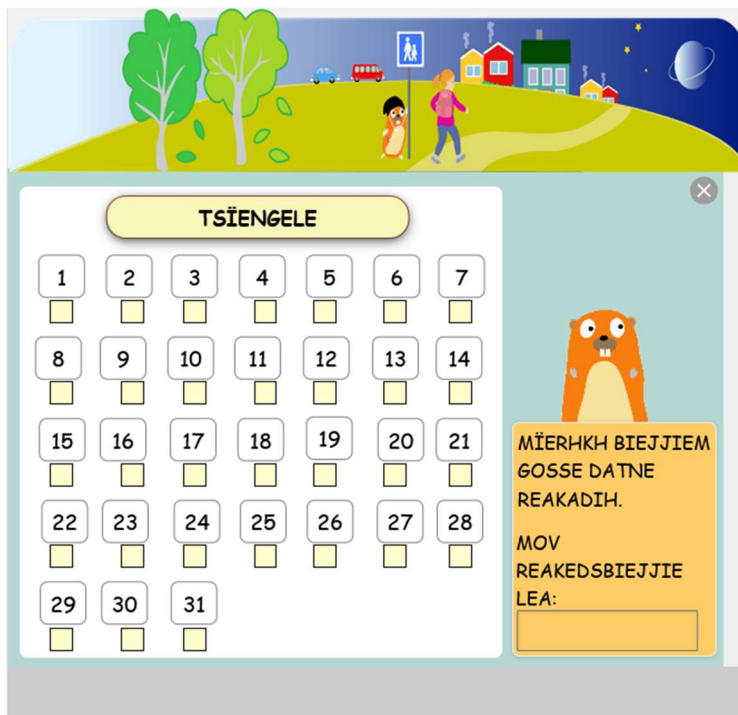 TSÏENGELE
1 2 3 4 5 6 7
8 9 10 11 12 13 14
15 16 17 18 19 20 21
22 23 24 25 26 27 28
29 30 31
MÏERHKH BIEJJIEM
GOSSE DATNE
REAKADIH.
MOV
REAKEDSBIEJJIE
LEA: